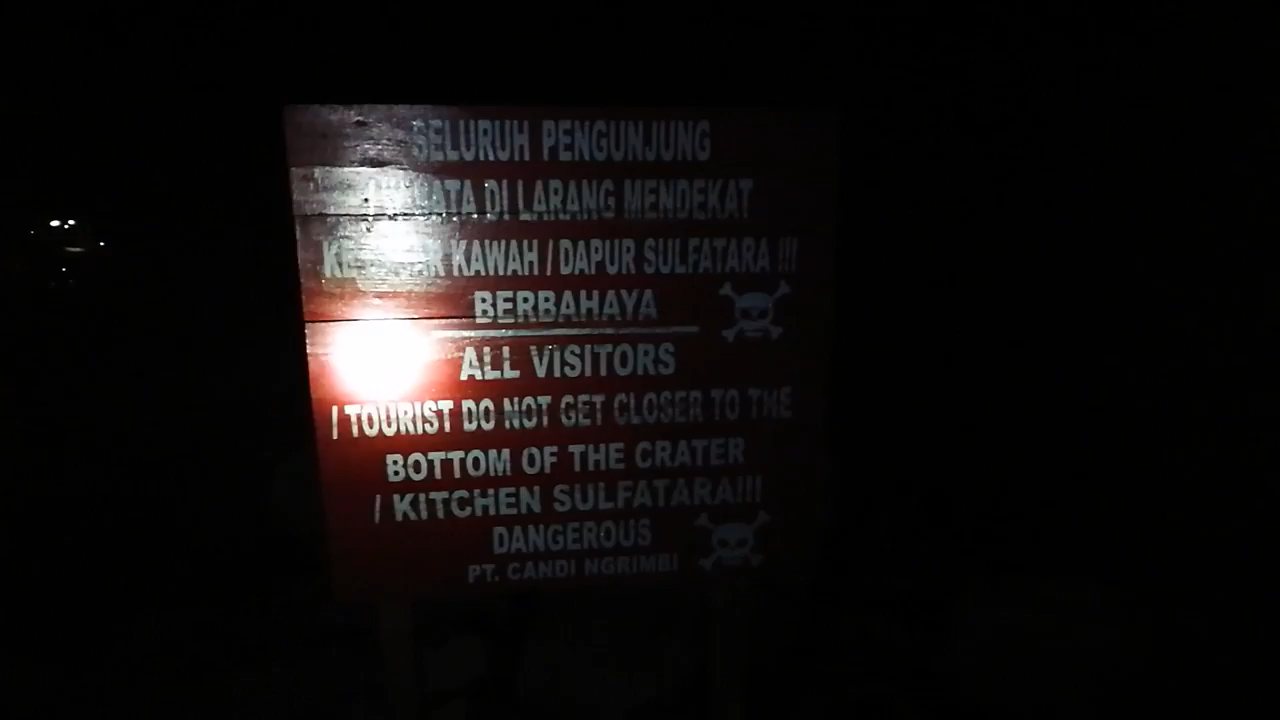 SELURUH PENGUNJUNG
DI LARANG MENDEKAT
KAWAH / DAPUR SULFATARA !!!
BERBAHAYA
ALL VISITORS
/ TOURIST DO NOT GET CLOSER TO THE
BOTTOM OF THE CRATER
/ KITCHEN SULFATARA!!!
DANGEROUS
PT. CANDI NGRIMBI